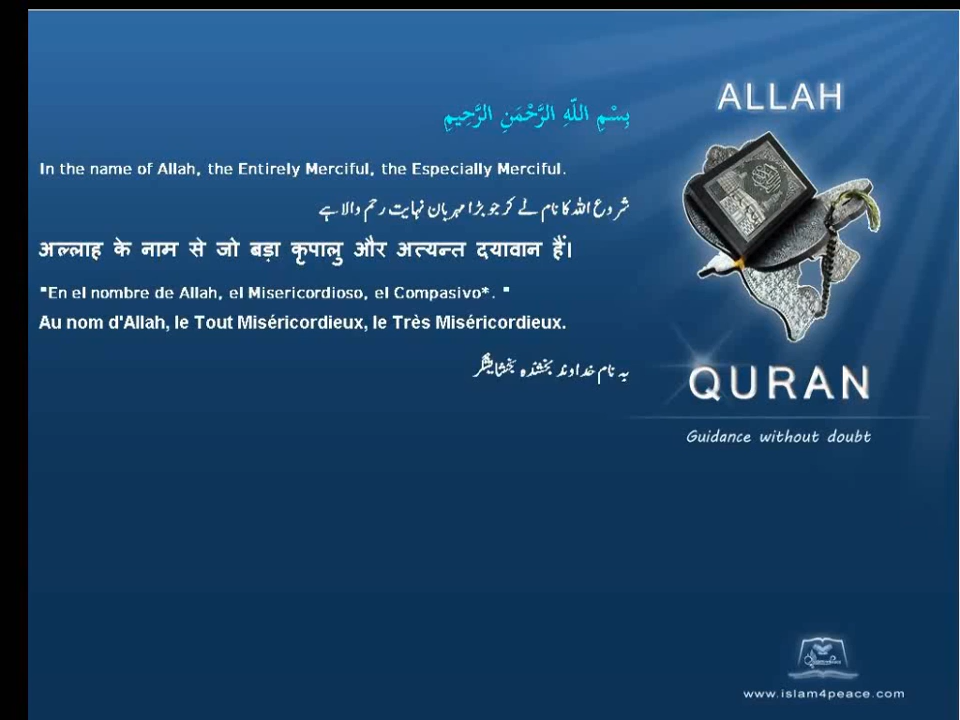 بِسْمِ اللّهِ الرَّحْمَنِ الرَّحِيمِ
In the name of Allah, the Entirely Merciful, the Especially Merciful.
شروع الله کا نام لے کر جو بڑا مہربان نہایت رحم والا ہے
अल्लाह के नाम से जो बड़ा कृपालु और अत्यन्त दयावान हैं।
"En el nombre de Allah, el Misericordioso, el Compasivo*. "
Au nom d'Allah, le Tout Miséricordieux, le Très Miséricordieux.
به نام خداوند بخشنده بخشایشگر
ALLAH
QURAN
Guidance without doubt
www.islam4peace.com